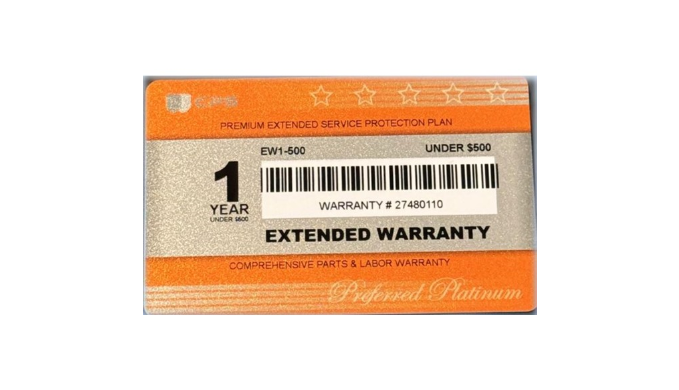 PREMIUM EXTENDED SERVICE PROTECTION PLAN
EW1-500 UNDER $500
1
YEAR
UNDER $500
WARRANTY # 27480110
EXTENDED WARRANTY
COMPREHENSIVE PARTS & LABOR WARRANTY
Preferred Platinum